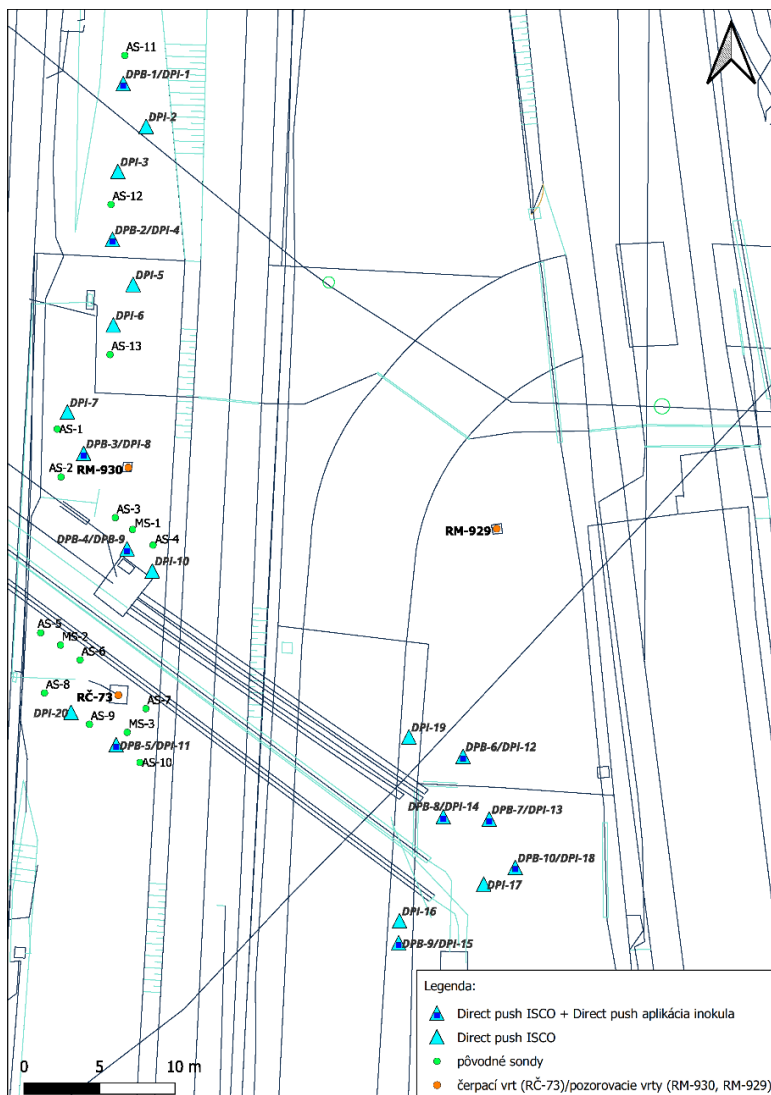 AS-11
DPB-1/DPI-1
DPI-2
DPI-3
AS-12
DPB-2/DPI-4
DPI-5
DPI-6
AS-13
DPI-7
AS-1
DPB-3/DPI-8
RM-930
AS-2
AS-3
MS-1
RM-929
DPB-4/DPB-9
AS-4
DPI-10
AS-5
MS-2
AS-6
AS-8
RČ-73
AS-7
DPI-20
AS-9
MS-3
DPI-19
DPB-5/DPI-11
DPB-6/DPI-12
AS-10
DPB-8/DPI-14
DPB-7/DPI-13
DPB-10/DPI-18
DPI-17
DPI-16
DPB-9/DPI-15
Legenda:
Direct push ISCO + Direct push aplikácia inokula
Direct push ISCO
pôvodné sondy
čerpací vrt (RČ-73)/pozorovacie vrty (RM-930, RM-929)
0 5 10 m